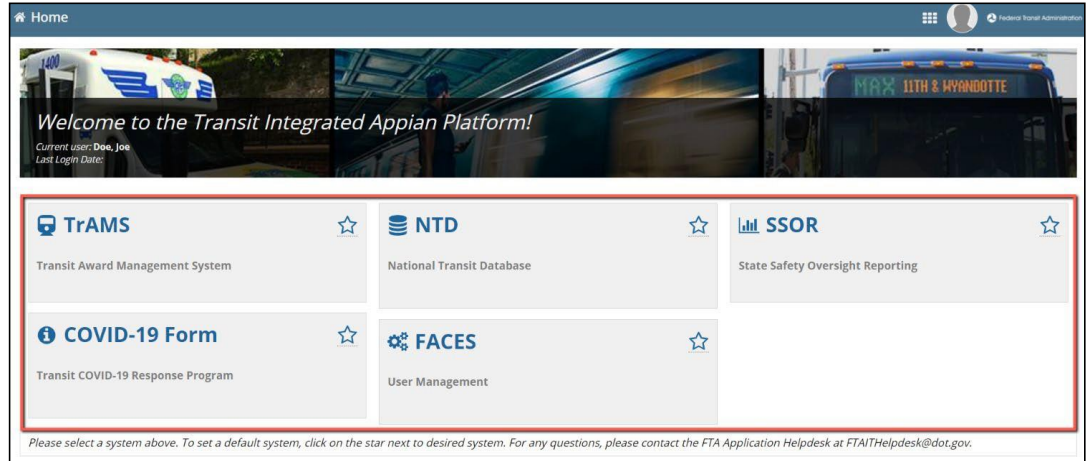 Home
Federal Transit Administration
1400
MAX 11TH & WYANDOTTE
Welcome to the Transit Integrated Appian Platform!
Current user: Doe, Joe
Last Login Date:
TrAMS
Transit Award Management System
NTD
National Transit Database
SSOR
State Safety Oversight Reporting
COVID-19 Form
Transit COVID-19 Response Program
FACES
User Management
Please select a system above. To set a default system, click on the star next to desired system. For any questions, please contact the FTA Application Helpdesk at FTAITHelpdesk@dot.gov.